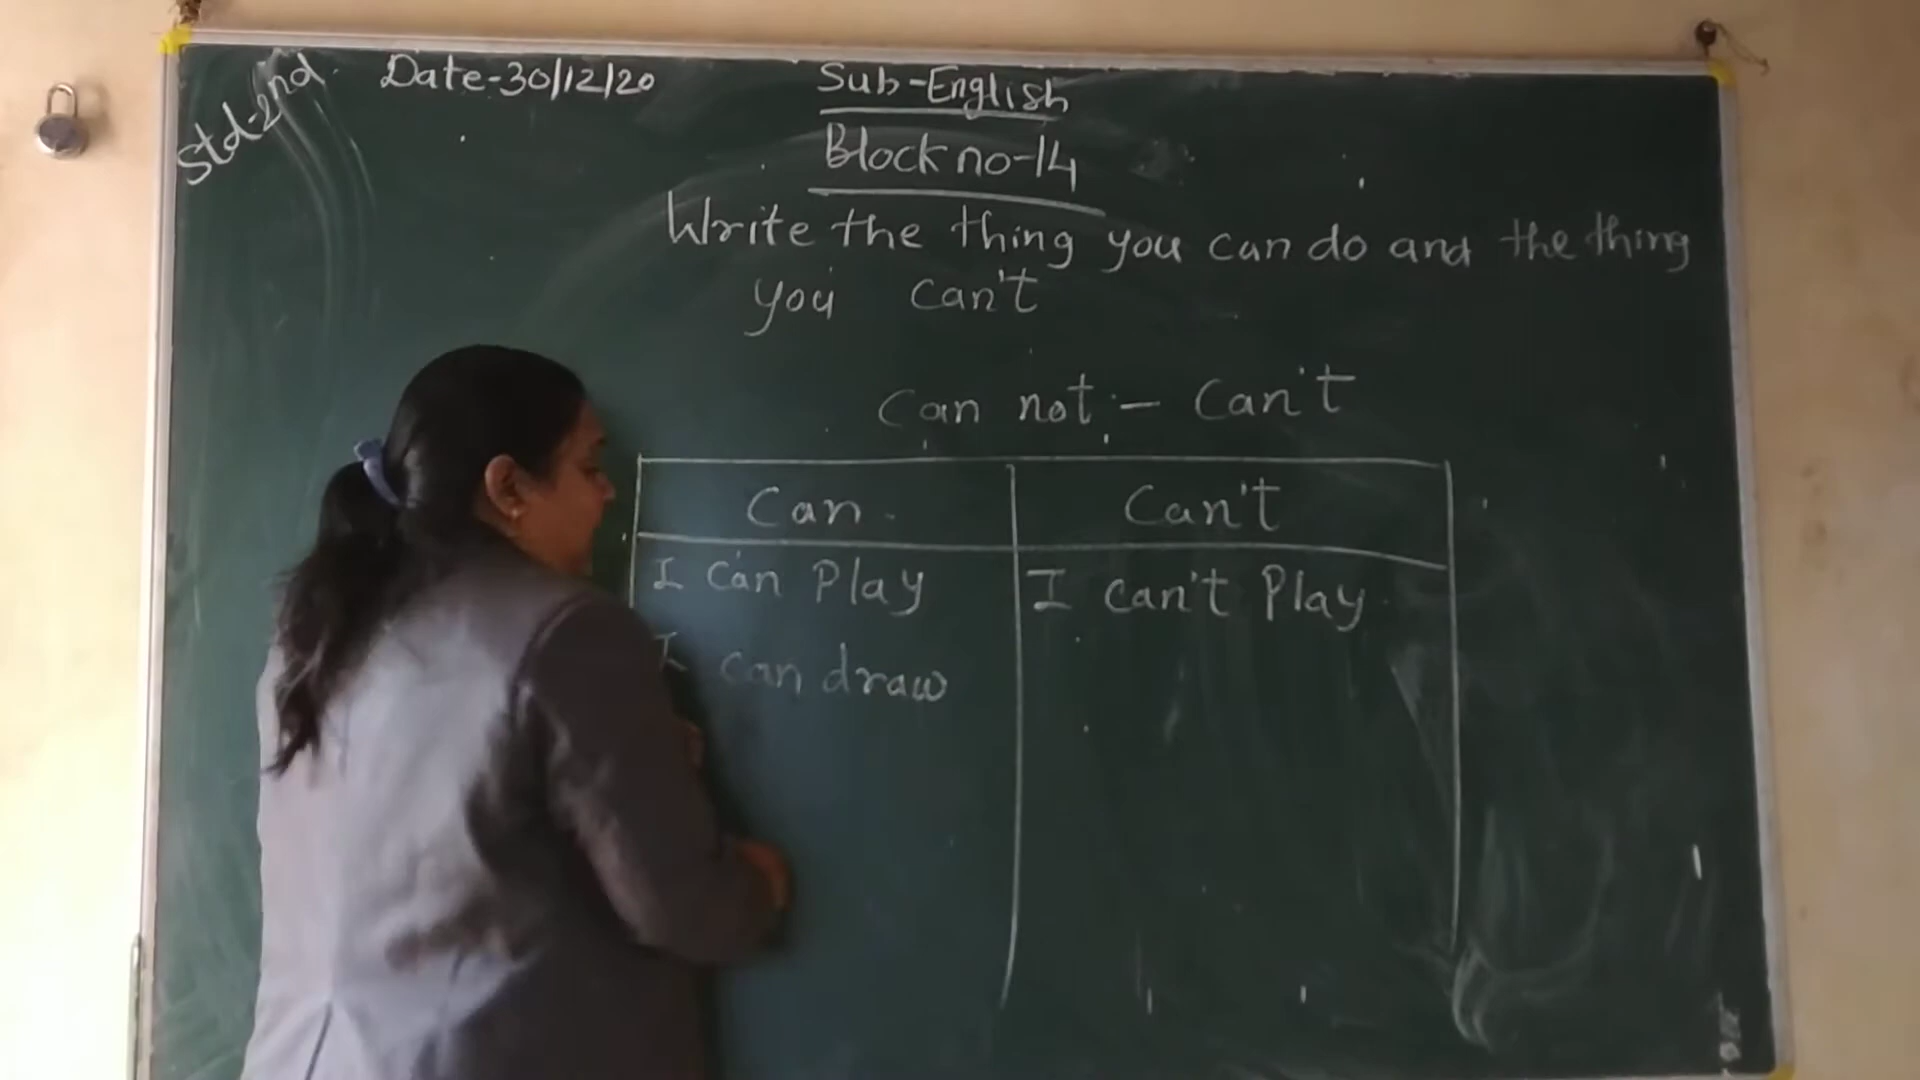 Std-2nd.
Date-30/12/20
Sub-English
Block no-14
Write the thing you can do and the thing
you can't
Can not - Can't
Can
Can't
I can Play
I can't Play
I can draw